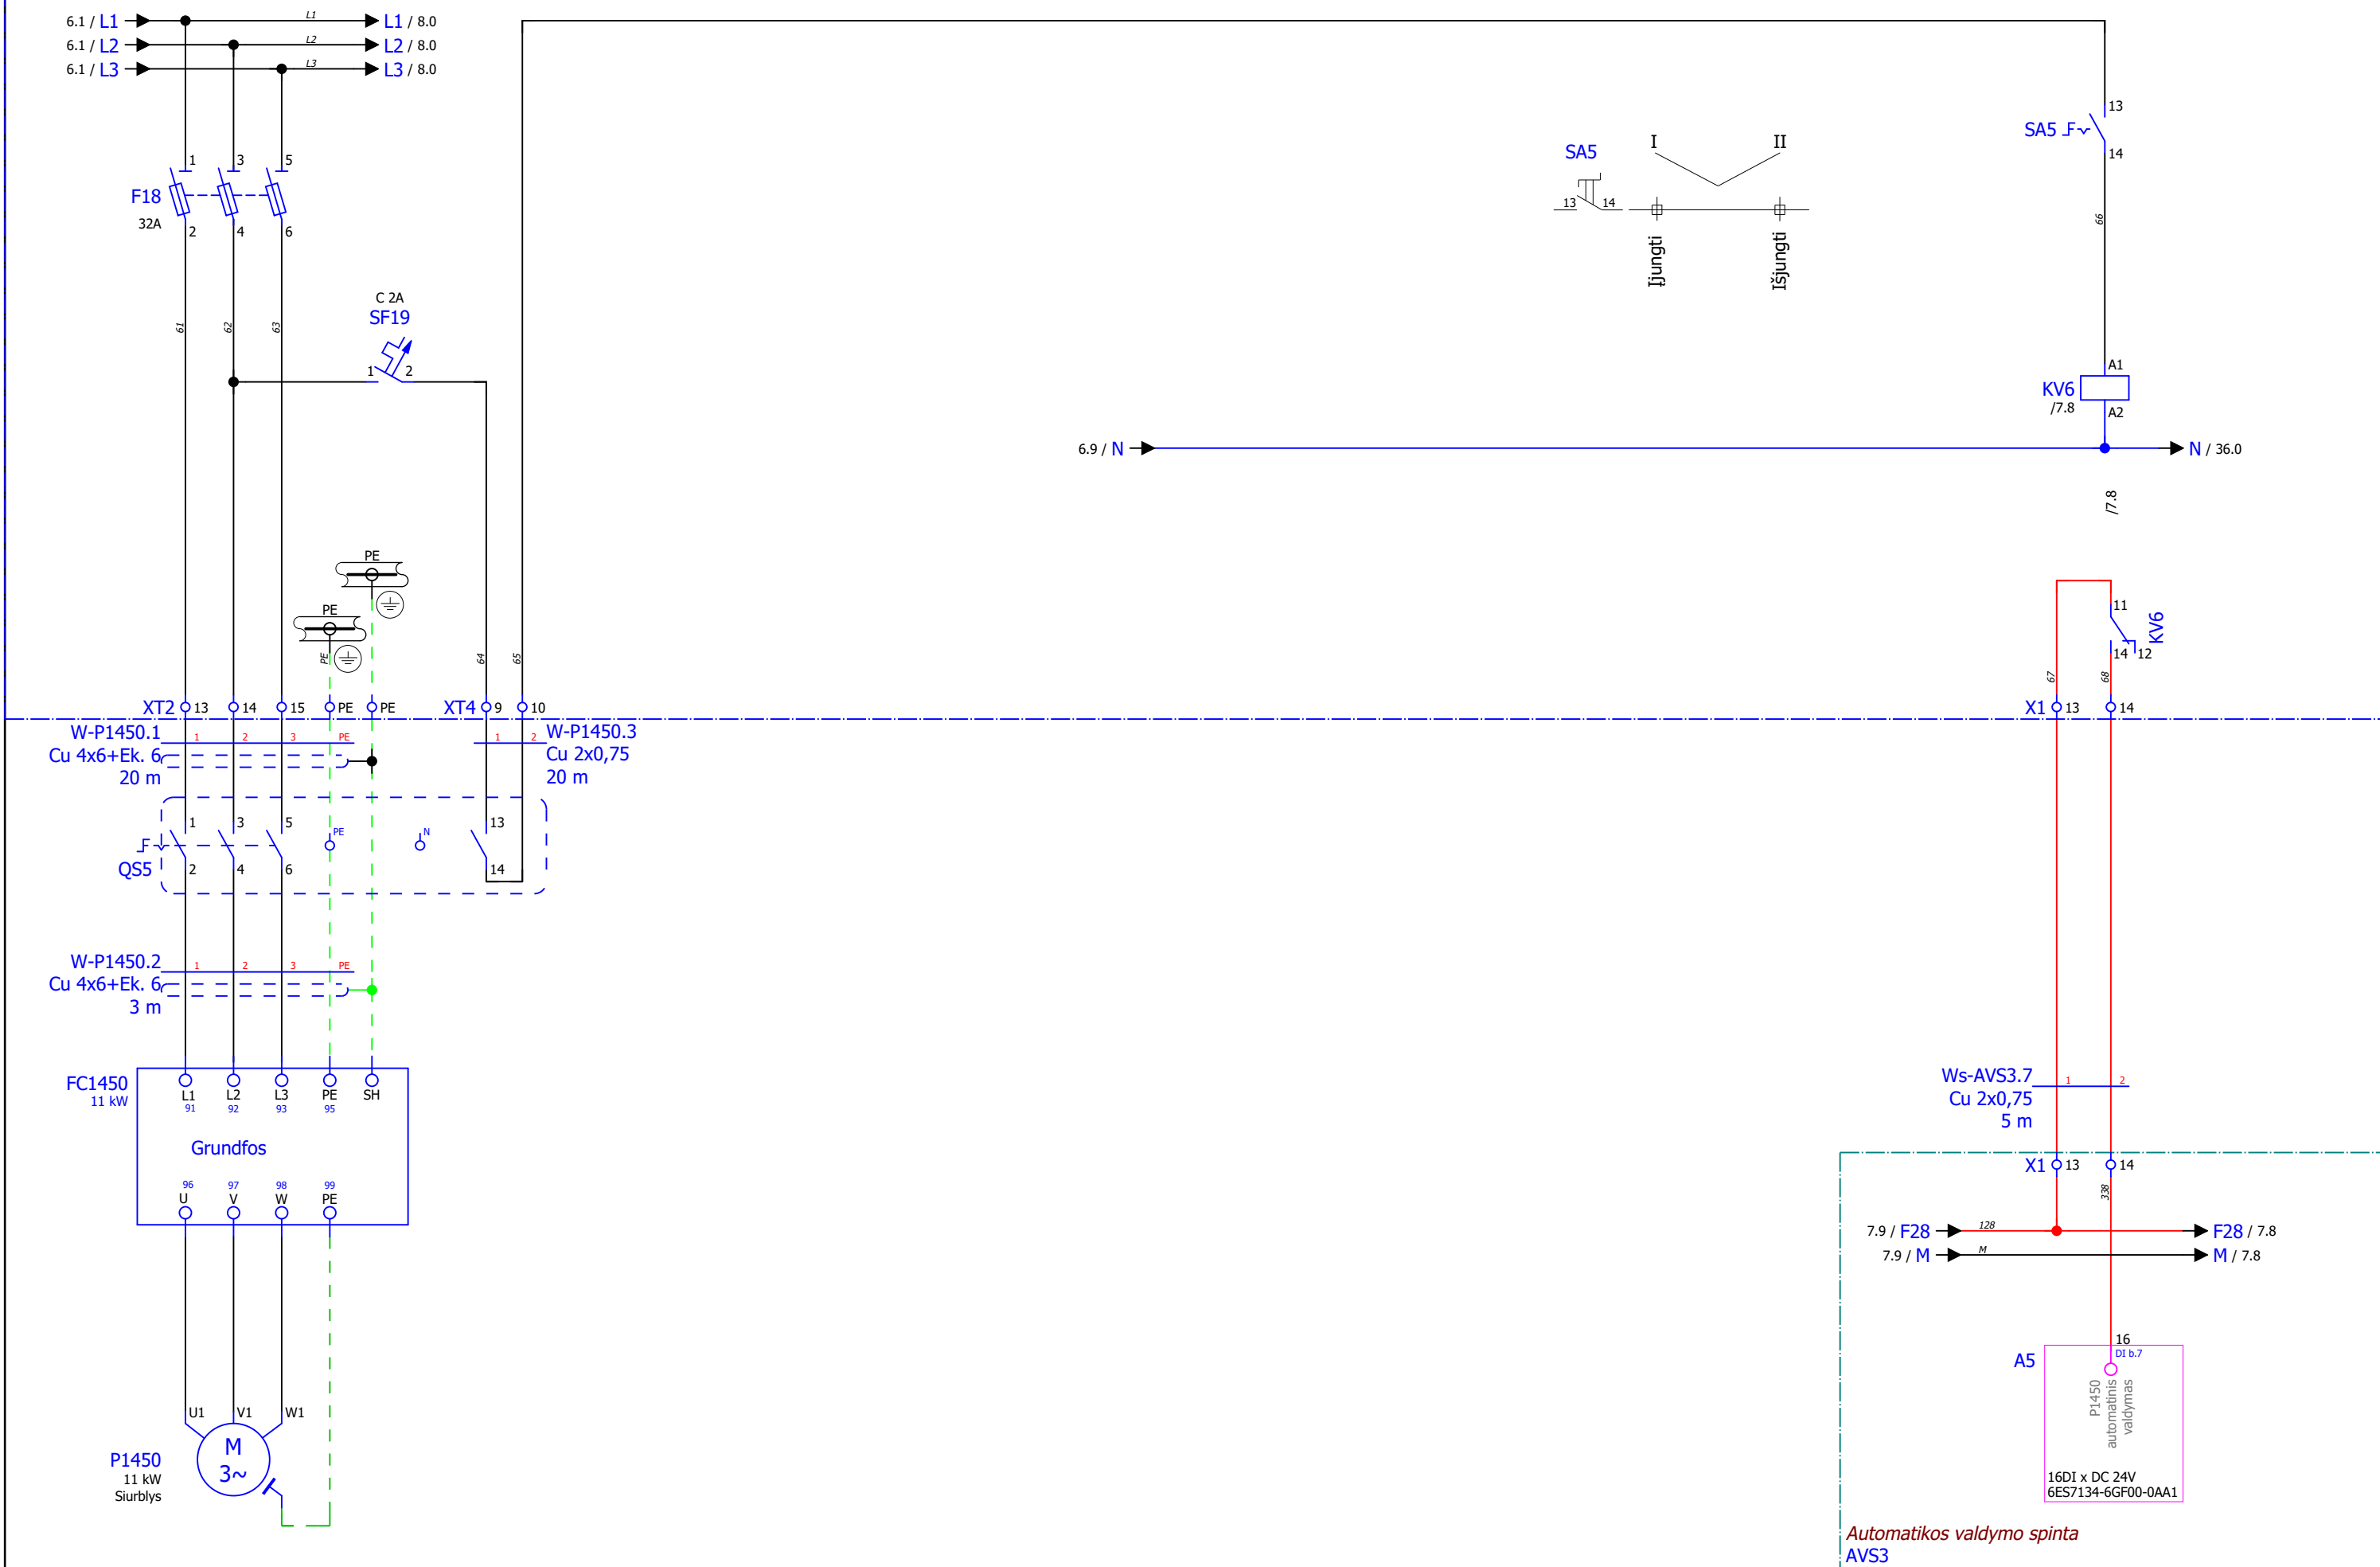 6.1 / L1 L1 L1 / 8.0
6.1 / L2 L2 L2 / 8.0
6.1 / L3 L3 L3 / 8.0
1 3 5
F18
32A
2 4 6
61 62 63
C 2A
SF19
1 2
PE
PE
PE
64 65
XT2 13 14 15 PE PE XT4 9 10
W-P1450.1 1 2 3 PE
Cu 4x6+Ek. 6
20 m
1 2 W-P1450.3
Cu 2x0,75
20 m
1 3 5 PE N 13
QS5
2 4 6 14
W-P1450.2 1 2 3 PE
Cu 4x6+Ek. 6
3 m
FC1450
11 kW
L1 L2 L3 PE SH
91 92 93 95
Grundfos
96 97 98 99
U V W PE
U1 V1 W1
M
3~
P1450
11 kW
Siurblys
SA5 I II
13 14
Įjungti
Išjungti
13
SA5
14
66
A1
KV6
/7.8
A2
6.9 / N N / 36.0
/7.8
11
KV6
14 12
67 68
X1 13 14
Ws-AVS3.7 1 2
Cu 2x0,75
5 m
X1 13 14
338
7.9 / F28 128 F28 / 7.8
7.9 / M M M / 7.8
16
A5 DI b.7
P1450
automatinis
valdymas
16DI x DC 24V
6ES7134-6GF00-0AA1
Automatikos valdymo spinta
AVS3